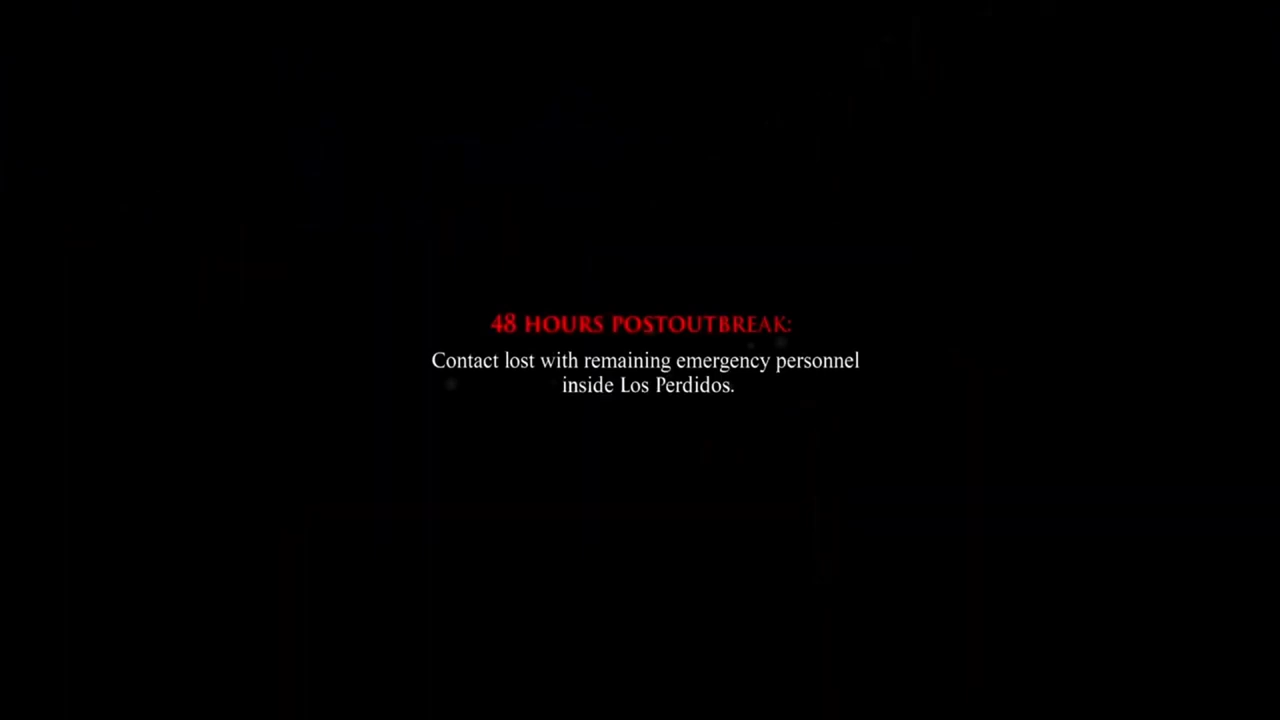 48 HOURS POSTOUTBREAK:
Contact lost with remaining emergency personnel
inside Los Perdidos.